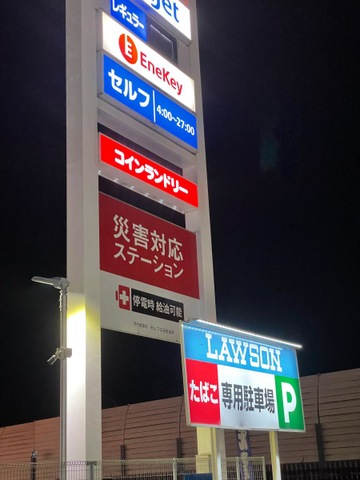 get
レギュラー
EneKey
セルフ 4:00~27:00
コインランドリー
災害対応
ステーション
停電時 給油可能
LAWSON
たばこ 専用駐車場 P